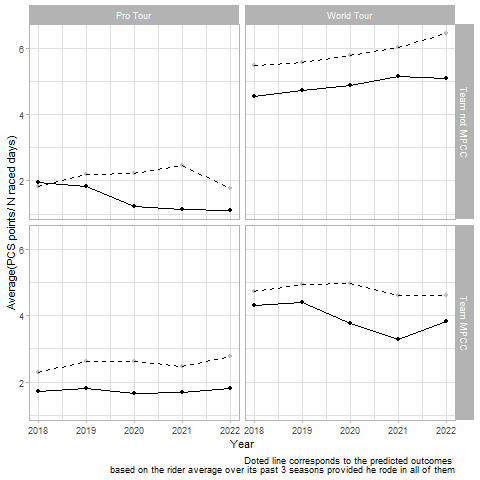 Pro Tour
World Tour
Average(PCS points/ N raced days)
6
4
2
Team not MPCC
6
4
2
Team MPCC
2018
2019
2020
2021
2022
2018
2019
2020
2021
2022
Year
Doted line corresponds to the predicted outcomes
based on the rider average over its past 3 seasons provided he rode in all of them